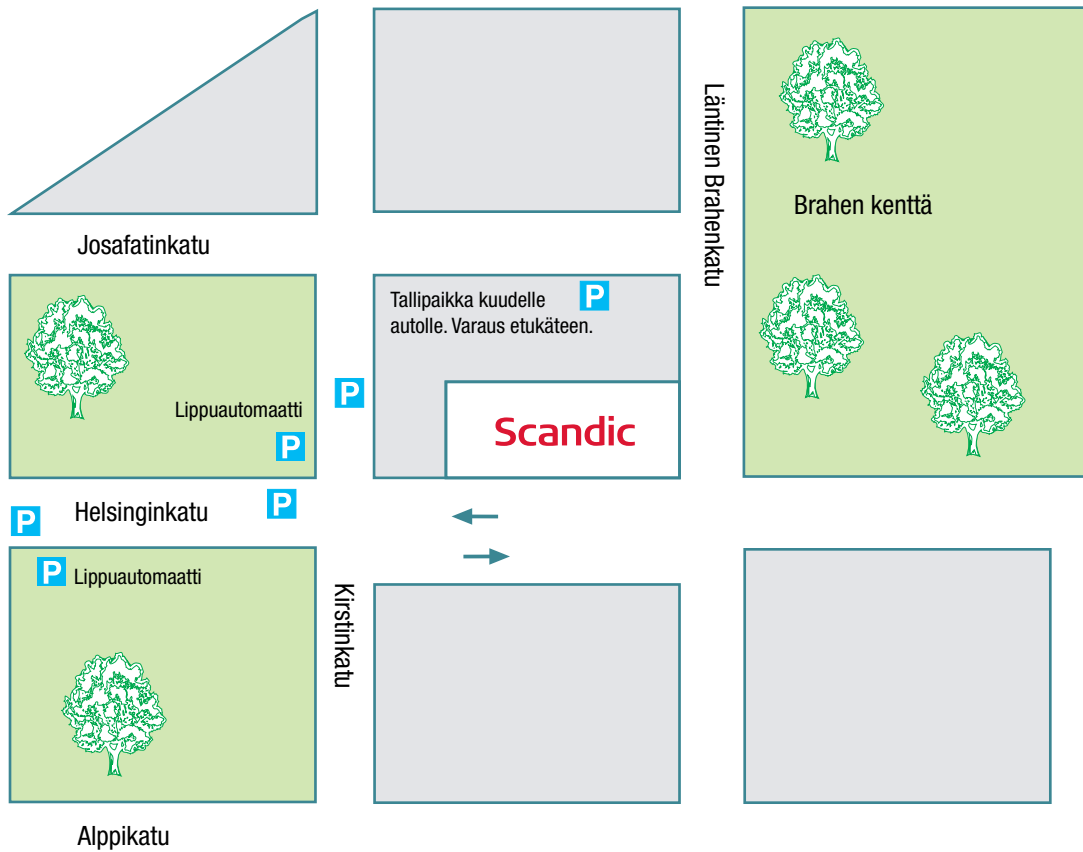 Läntinen Brahenkatu
Brahen kenttä
Josafatinkatu
Tallipaikka kuudelle
autolle. Varaus etukäteen.
P
P
Lippuautomaatti
P
Scandic
P
Helsinginkatu
P
P
Lippuautomaatti
Kirstinkatu
Alppikatu